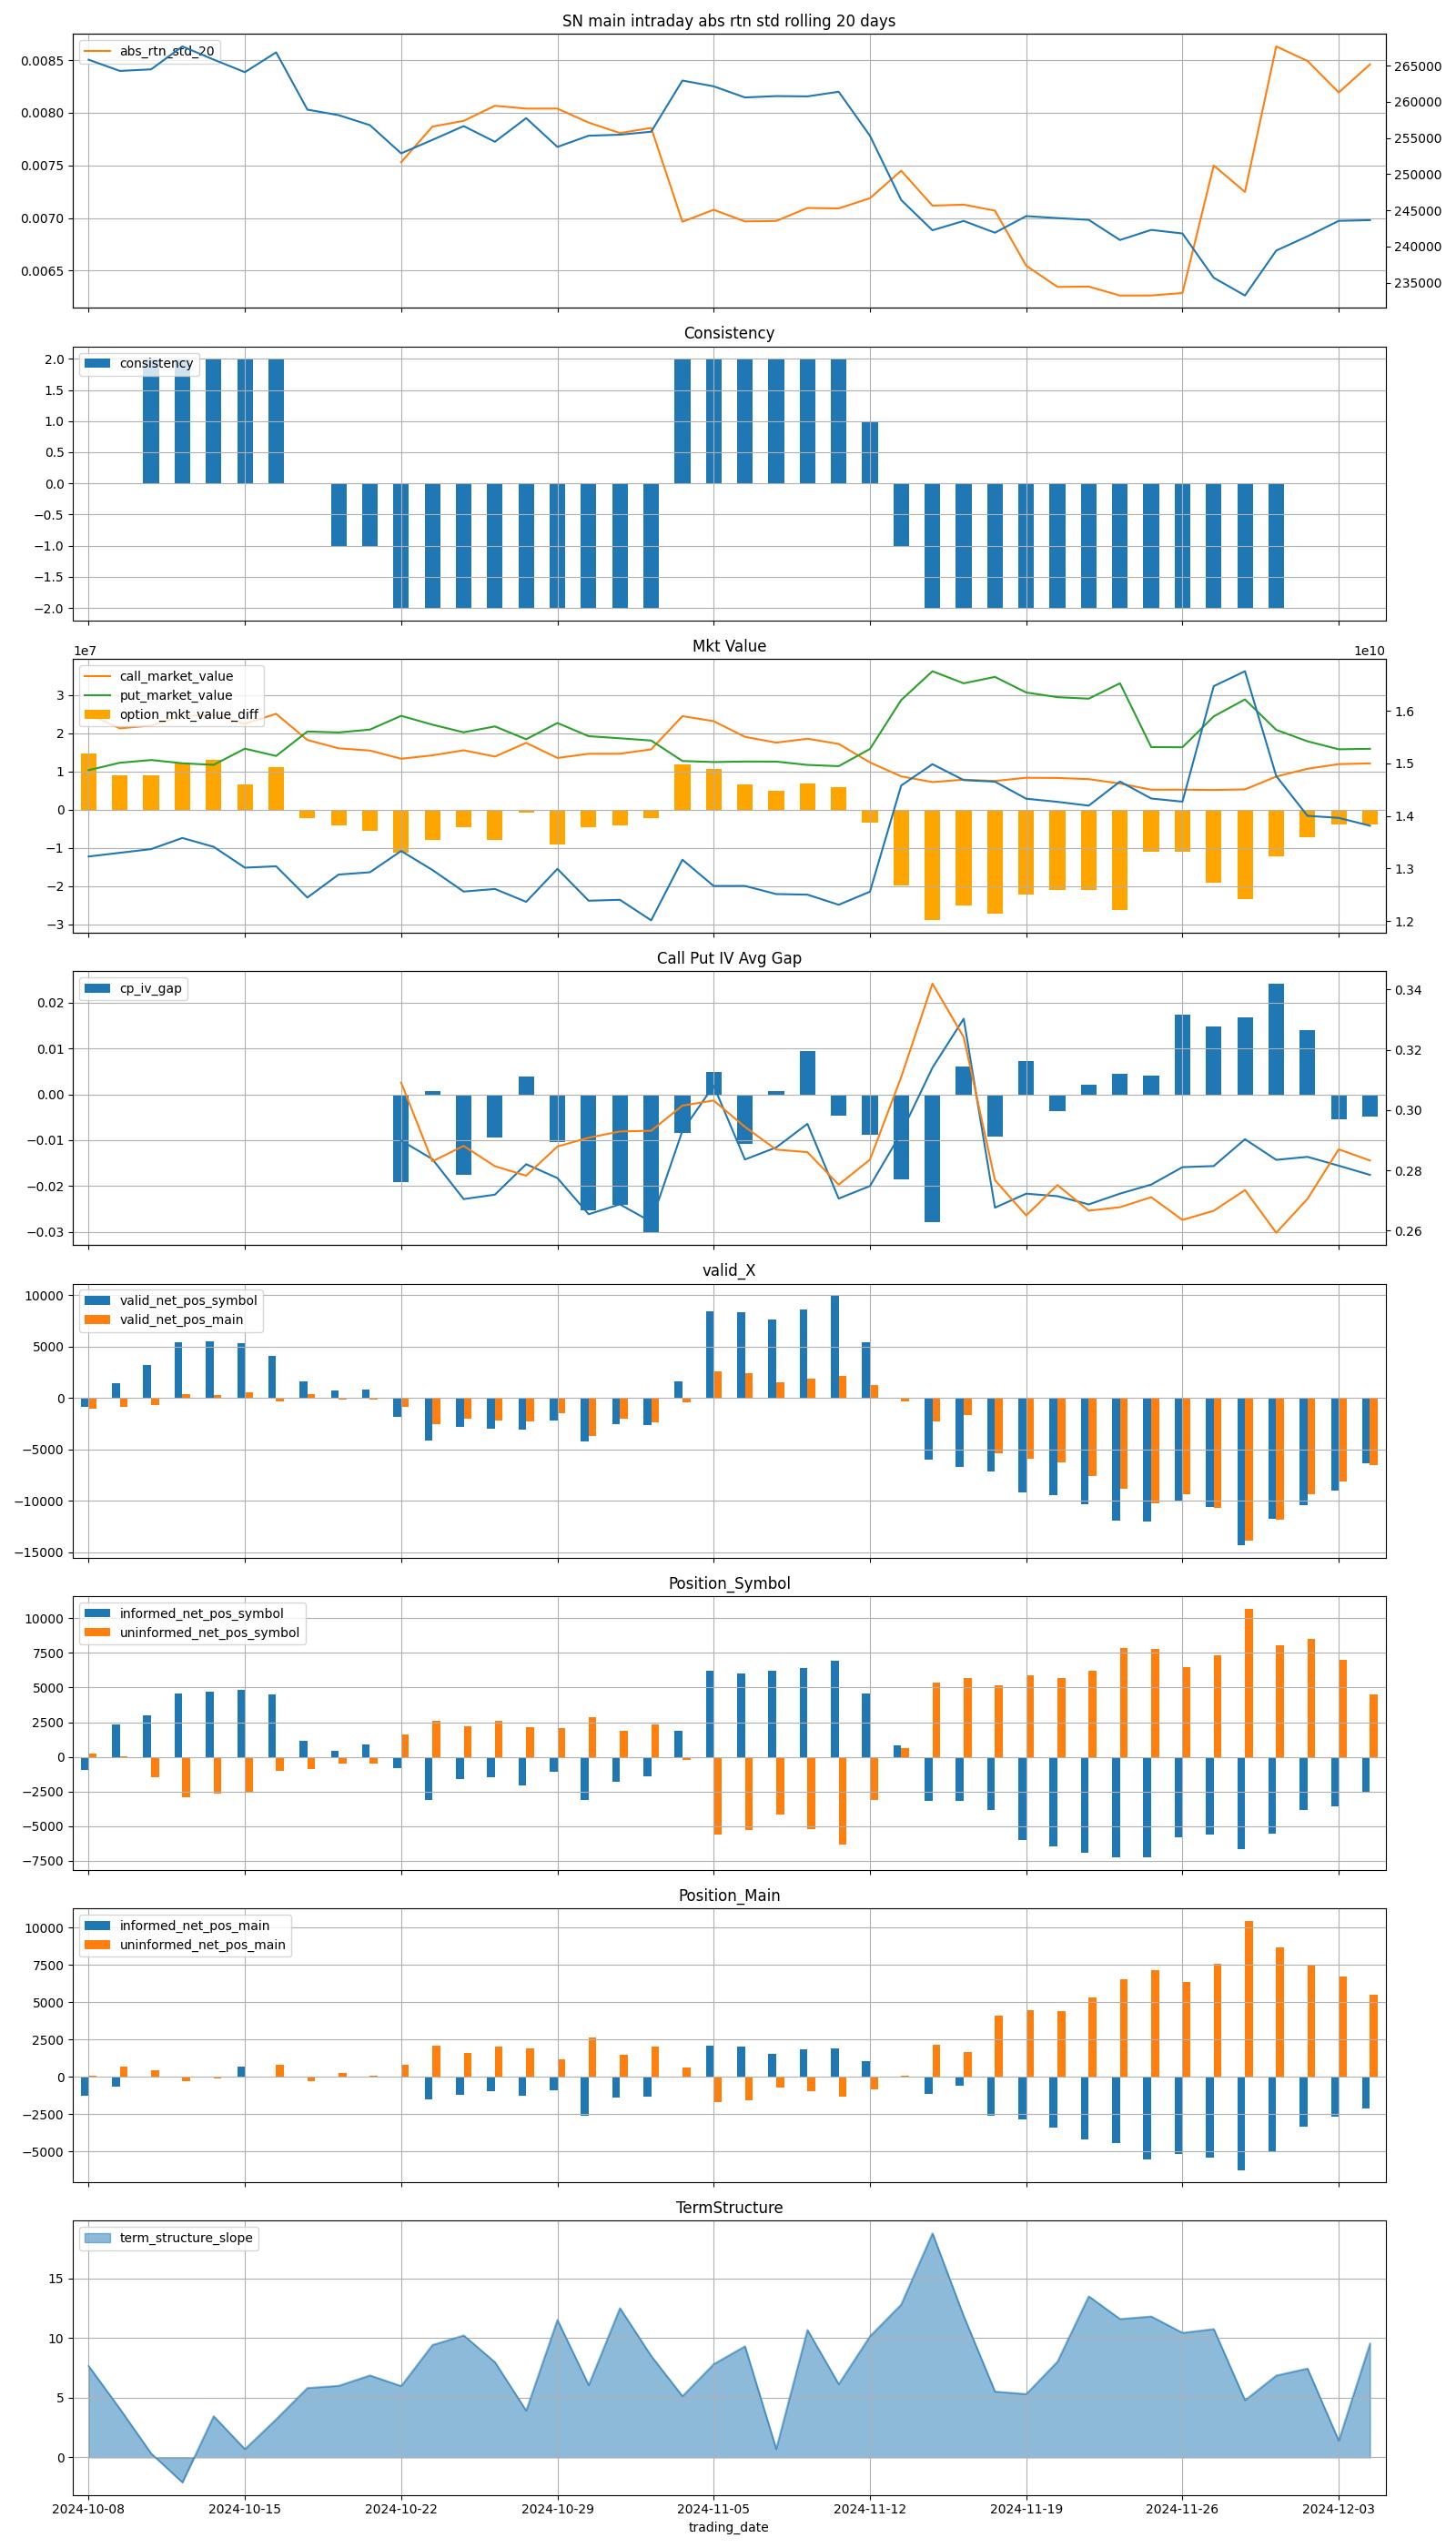 SN main intraday abs rtn std rolling 20 days
abs_rtn_std_20
0.0085
0.0080
0.0075
0.0070
0.0065
265000
260000
255000
250000
245000
240000
235000
Consistency
consistency
2.0
1.5
1.0
0.5
0.0
−0.5
−1.0
−1.5
−2.0
Mkt Value
1e7
1e10
call_market_value
put_market_value
option_mkt_value_diff
3
2
1
0
−1
−2
−3
1.6
1.5
1.4
1.3
1.2
Call Put IV Avg Gap
cp_iv_gap
0.02
0.01
0.00
−0.01
−0.02
−0.03
0.34
0.32
0.30
0.28
0.26
valid_X
valid_net_pos_symbol
valid_net_pos_main
10000
5000
0
−5000
−10000
−15000
Position_Symbol
informed_net_pos_symbol
uninformed_net_pos_symbol
10000
7500
5000
2500
0
−2500
−5000
−7500
Position_Main
informed_net_pos_main
uninformed_net_pos_main
10000
7500
5000
2500
0
−2500
−5000
TermStructure
term_structure_slope
15
10
5
0
2024-10-08 2024-10-15 2024-10-22 2024-10-29 2024-11-05 2024-11-12 2024-11-19 2024-11-26 2024-12-03
trading_date